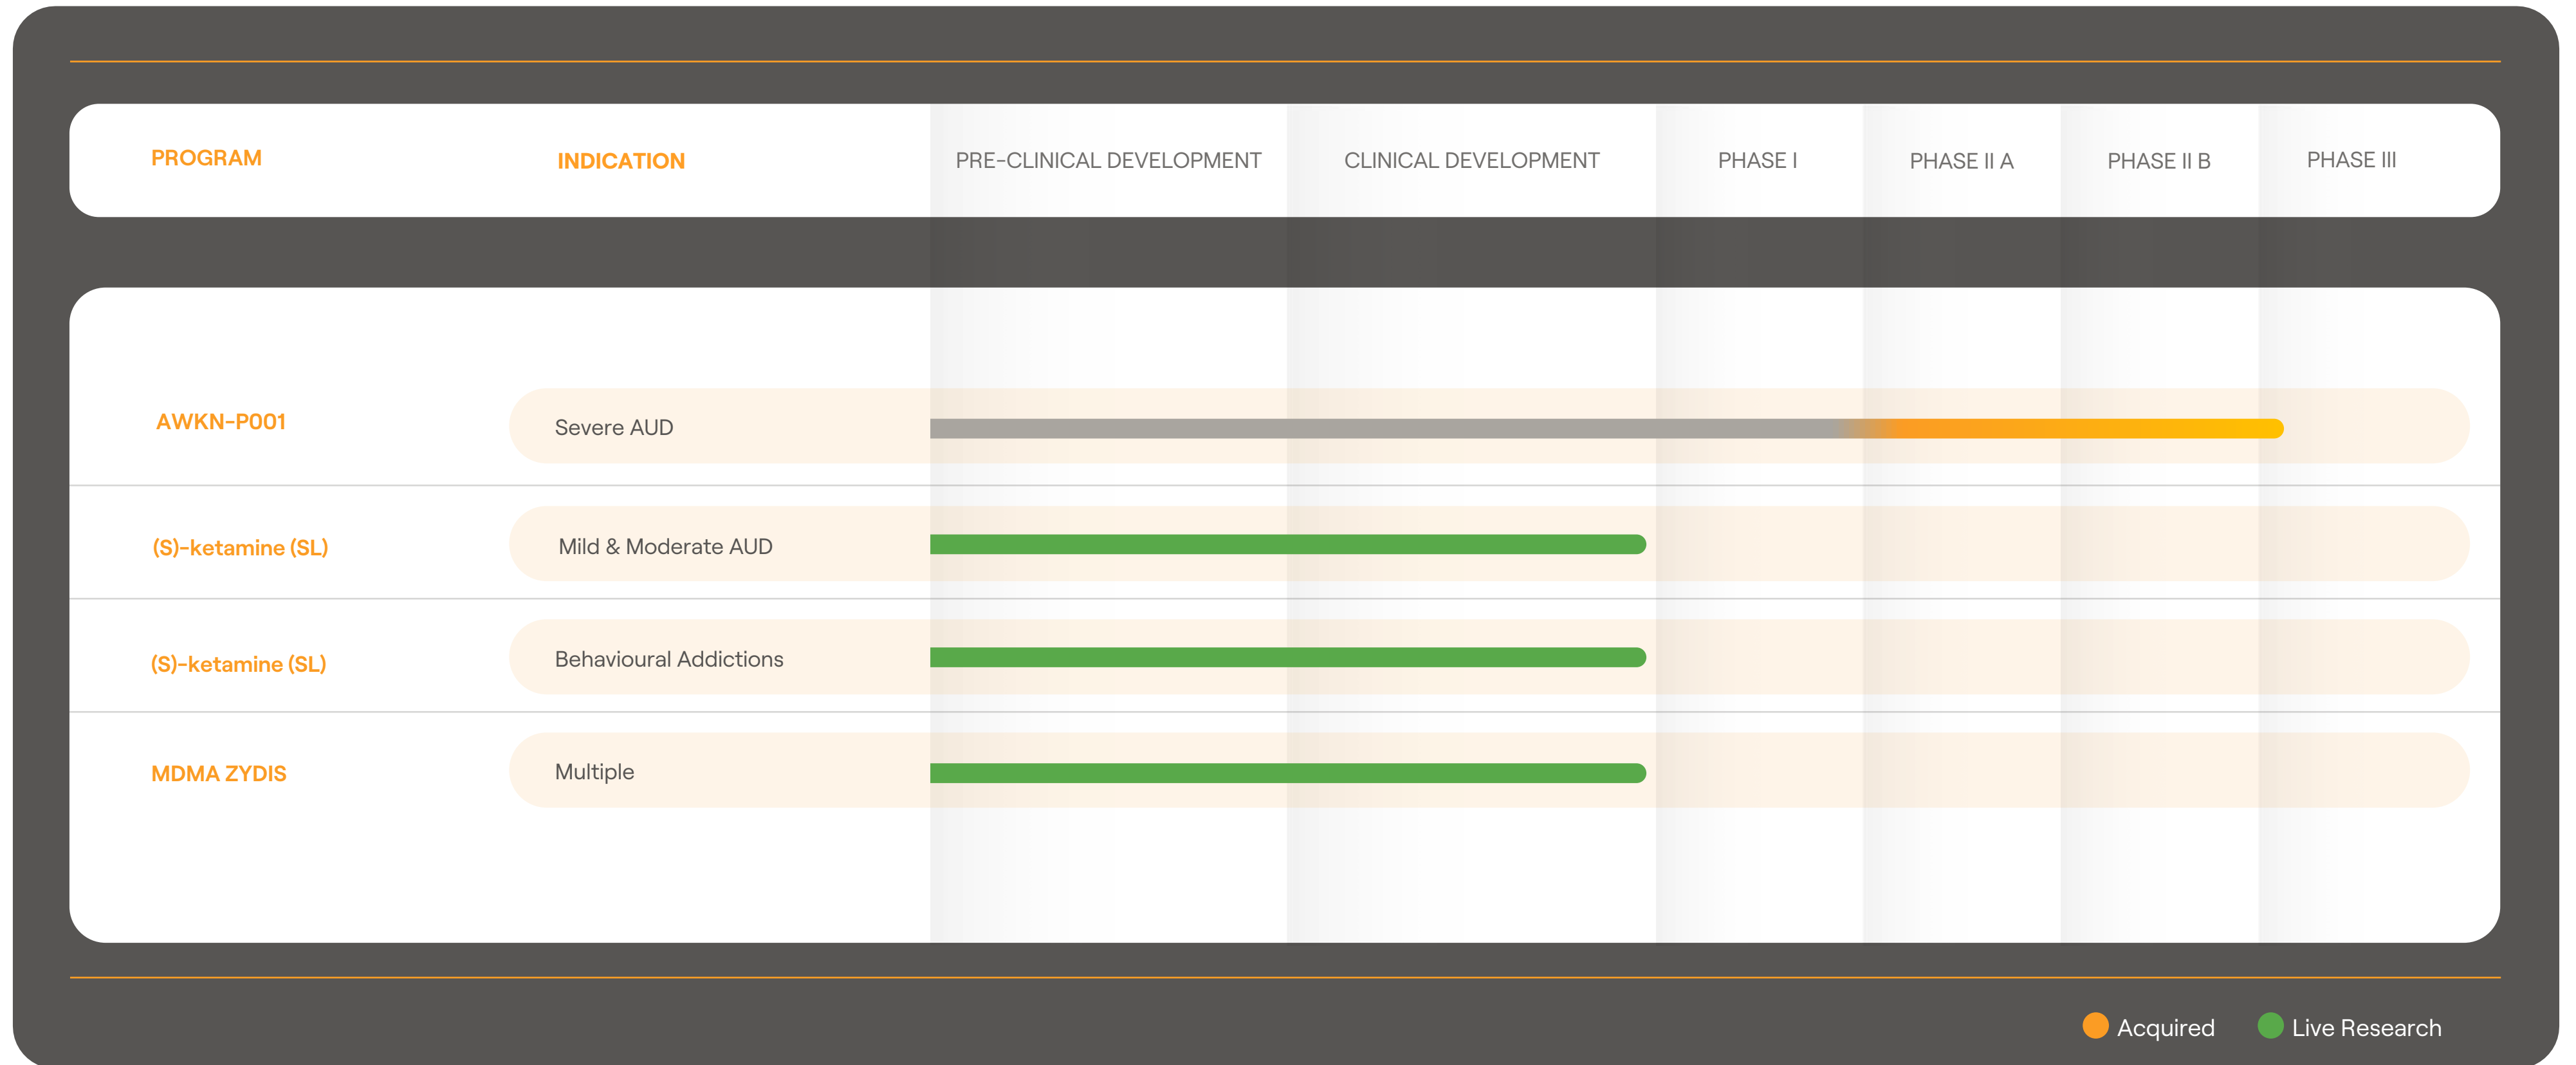 PROGRAM INDICATION PRE-CLINICAL DEVELOPMENT CLINICAL DEVELOPMENT PHASE I PHASE II A PHASE II B PHASE III
AWKN-P001 Severe AUD
(S)-ketamine (SL) Mild & Moderate AUD
(S)-ketamine (SL) Behavioural Addictions
MDMA ZYDIS Multiple
Acquired Live Research